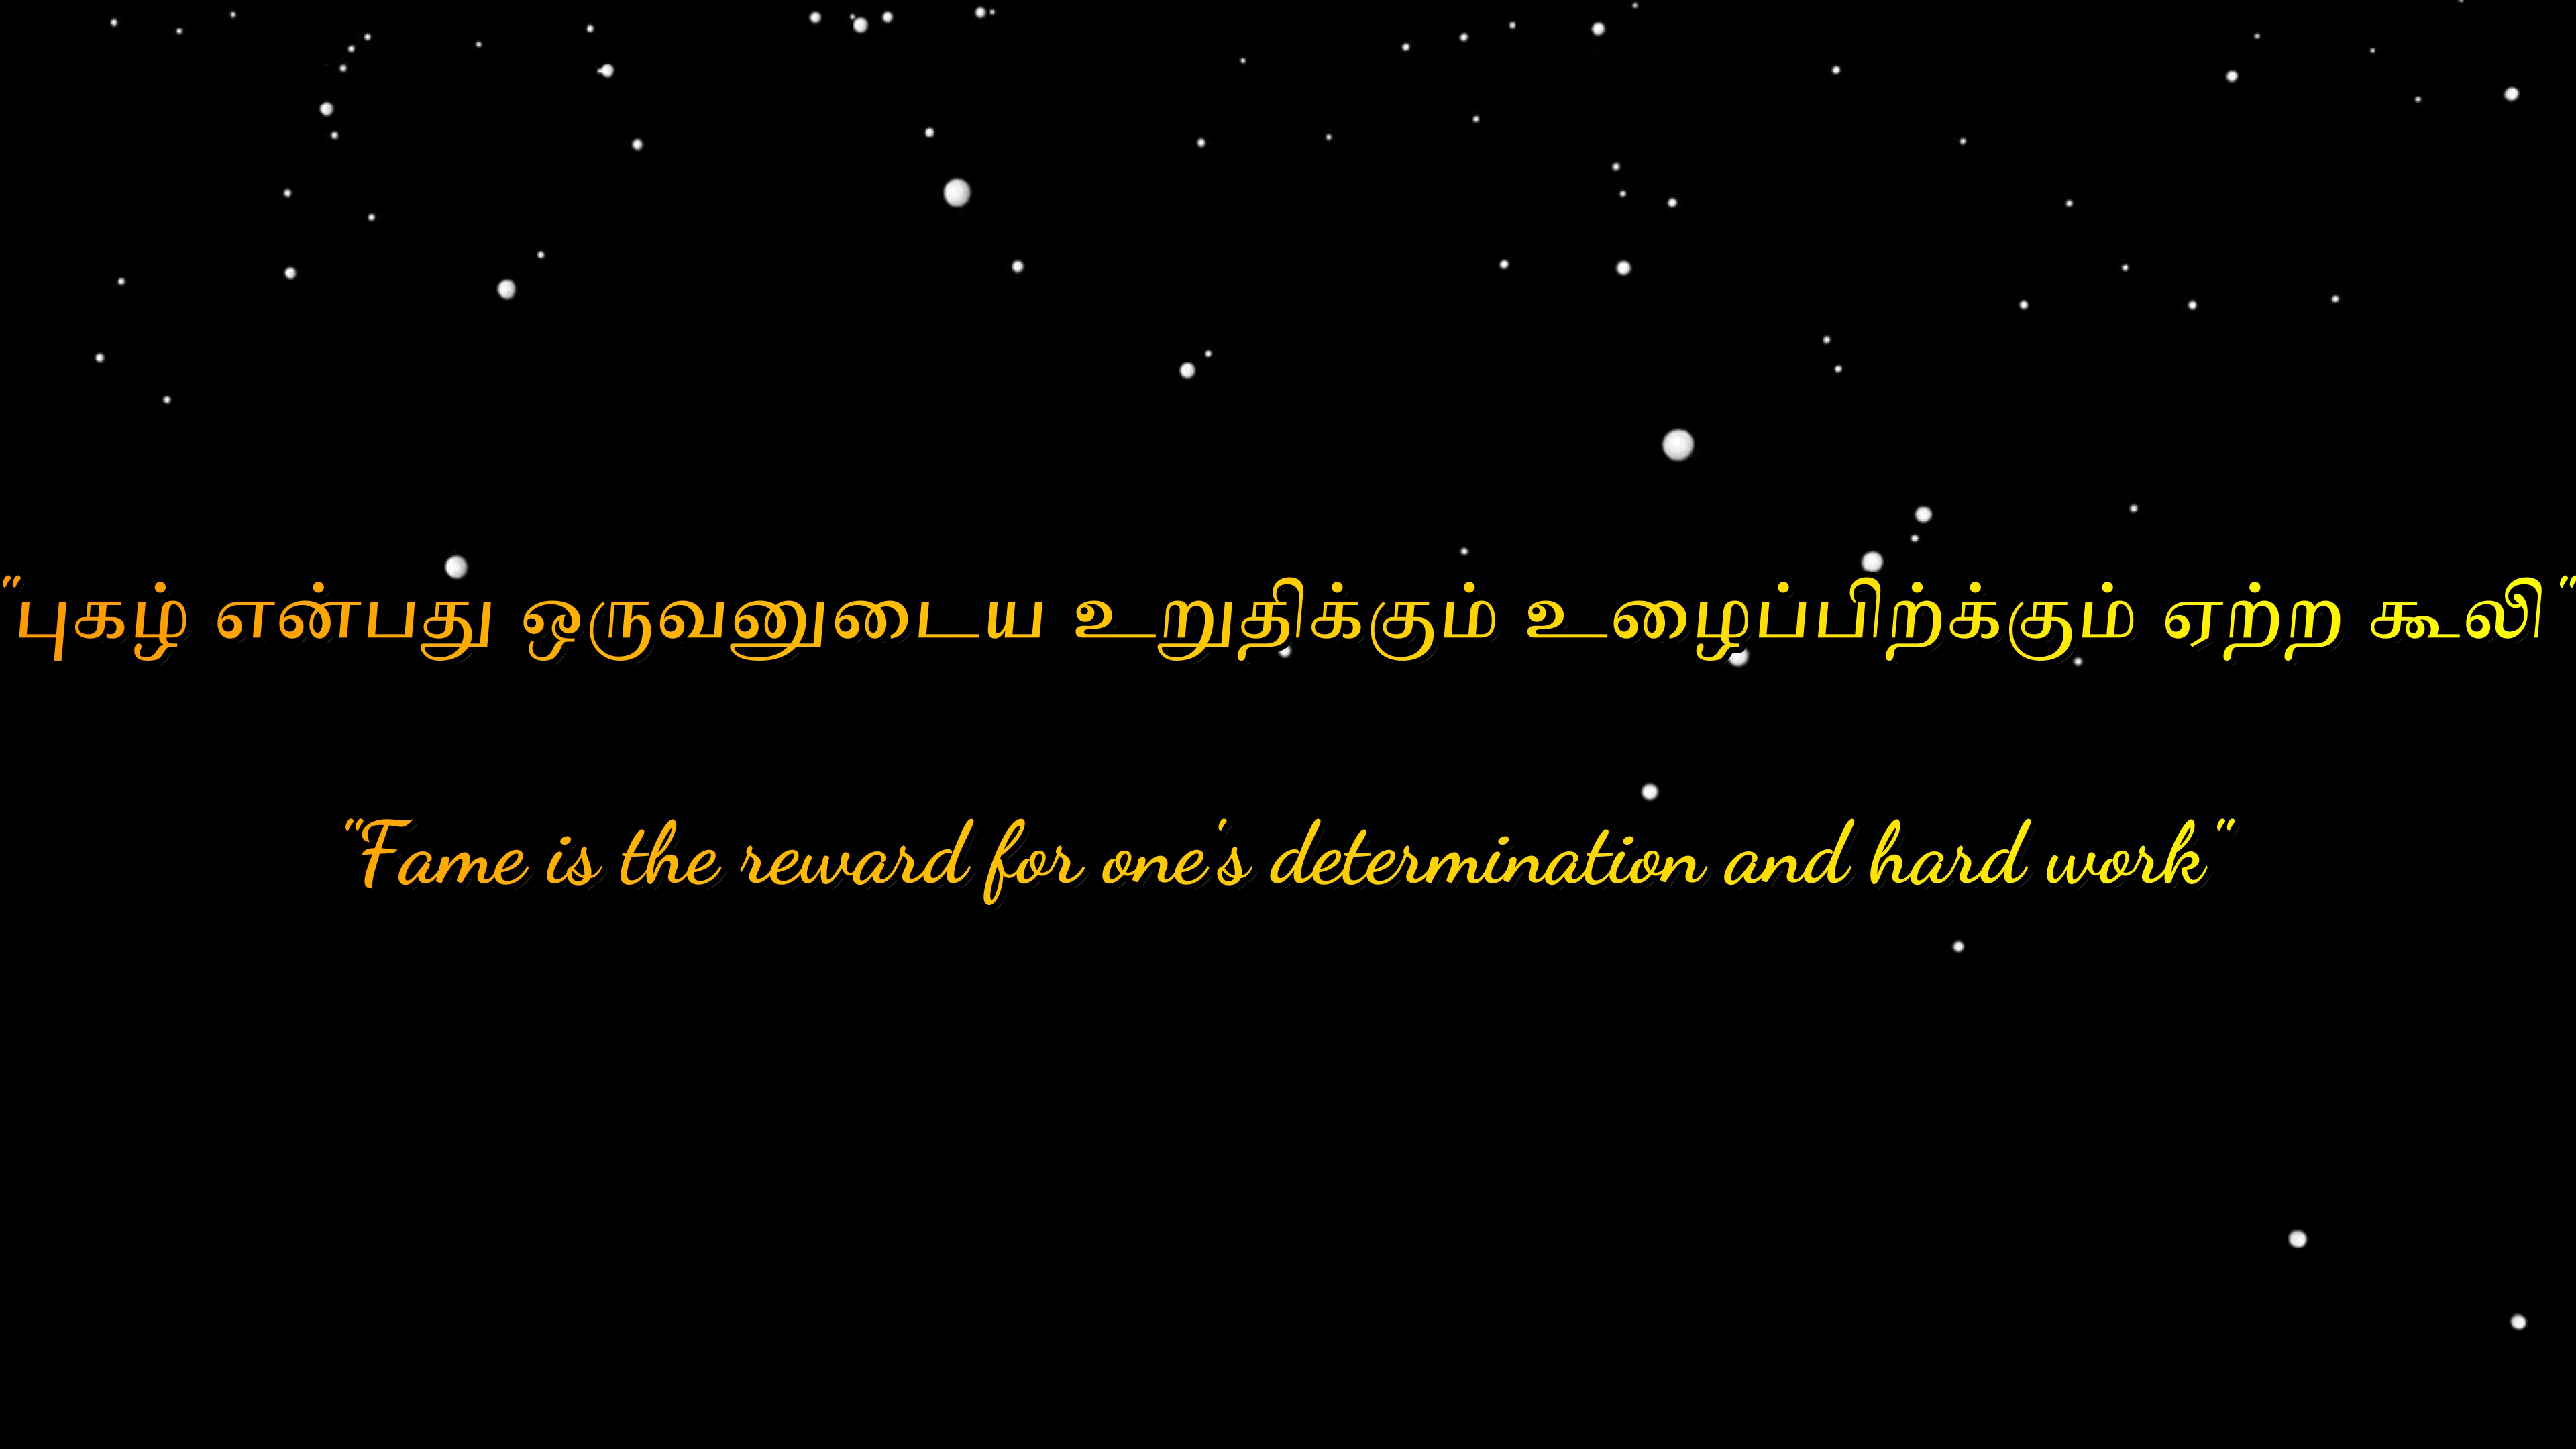 "புகழ் என்பது ஒருவனுடைய உறுதிக்கும் உழைப்பிற்க்கும் ஏற்ற கூலி"
"Fame is the reward for one's determination and hard work"